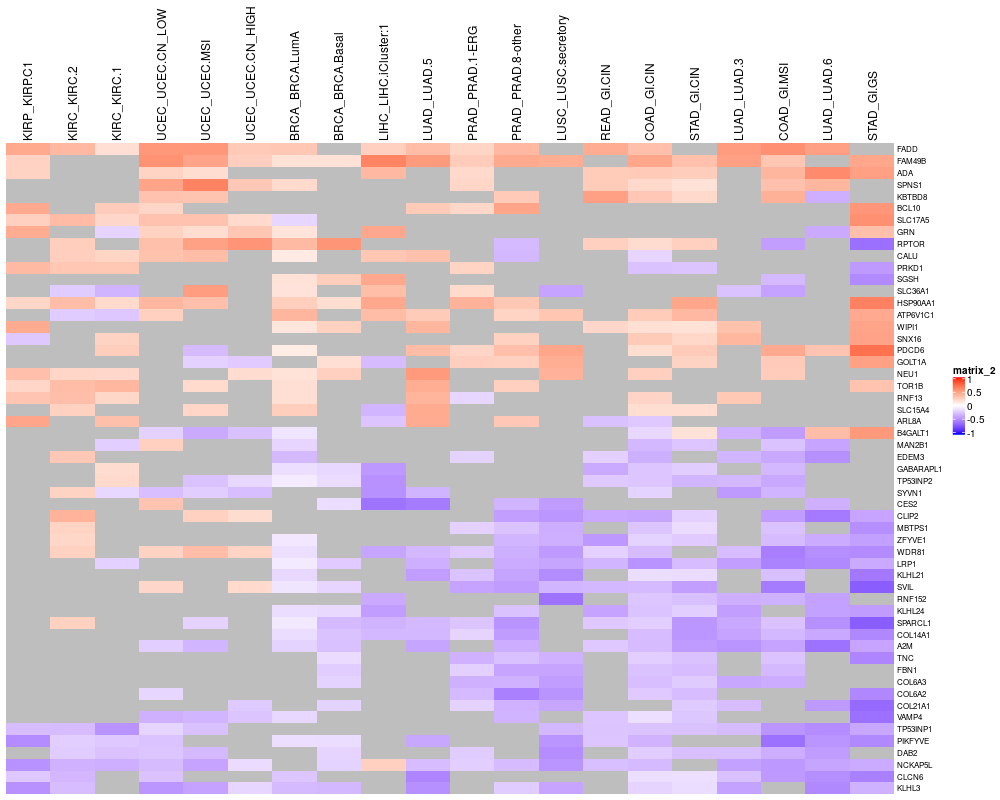 KIRP_KIRP.C1
KIRC_KIRC.2
KIRC_KIRC.1
UCEC_UCEC.CN_LOW
UCEC_UCEC.MSI
UCEC_UCEC.CN_HIGH
BRCA_BRCA.LumA
BRCA_BRCA.Basal
LIHC_LIHC.iCluster:1
LUAD_LUAD.5
PRAD_PRAD.1-ERG
PRAD_PRAD.8-other
LUSC_LUSC.secretory
READ_GI.CIN
COAD_GI.CIN
STAD_GI.CIN
LUAD_LUAD.3
COAD_GI.MSI
LUAD_LUAD.6
STAD_GI.GS
FADD
FAM49B
ADA
SPNS1
KBTBD8
BCL10
SLC17A5
GRN
RPTOR
CALU
PRKD1
SGSH
SLC36A1
HSP90AA1
ATP6V1C1
WIPI1
SNX16
PDCD6
GOLT1A
NEU1
TOR1B
RNF13
SLC15A4
ARL8A
B4GALT1
MAN2B1
EDEM3
GABARAPL1
TP53INP2
SYVN1
CES2
CLIP2
MBTPS1
ZFYVE1
WDR81
LRP1
KLHL21
SVIL
RNF152
KLHL24
SPARCL1
COL14A1
A2M
TNC
FBN1
COL6A3
COL6A2
COL21A1
VAMP4
TP53INP1
PIKFYVE
DAB2
NCKAP5L
CLCN6
KLHL3
matrix_2
1
0.5
0
-0.5
-1